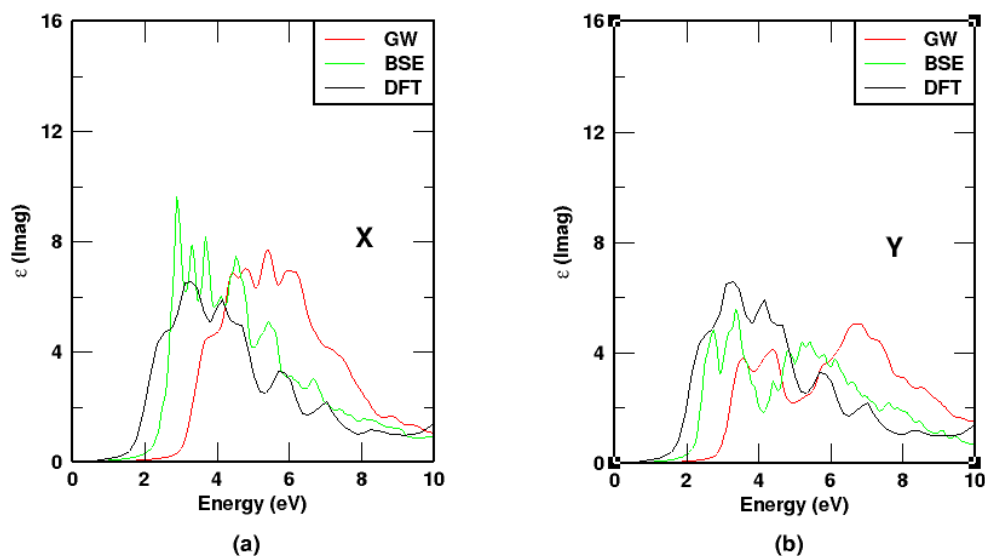 16
12
8
4
0
ε (Imag)
GW
BSE
DFT
X
0 2 4 6 8 10
Energy (eV)
(a)
16
12
8
4
0
ε (Imag)
GW
BSE
DFT
Y
0 2 4 6 8 10
Energy (eV)
(b)